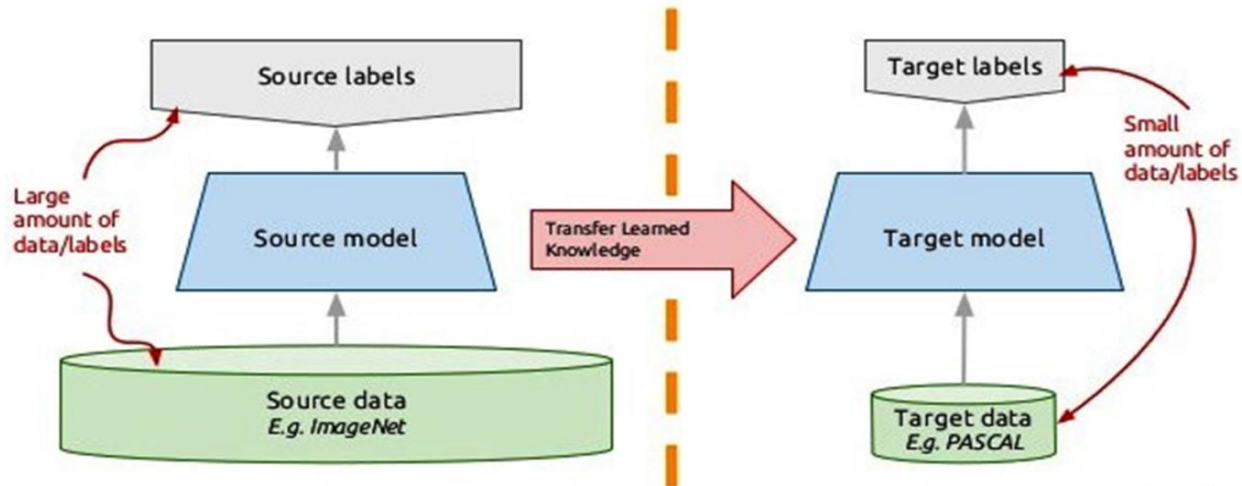 Source labels
Large
amount of
data/labels
Source model
Source data
E.g. ImageNet
Transfer Learned
Knowledge
Target labels
Small
amount of
data/labels
Target model
Target data
E.g. PASCAL